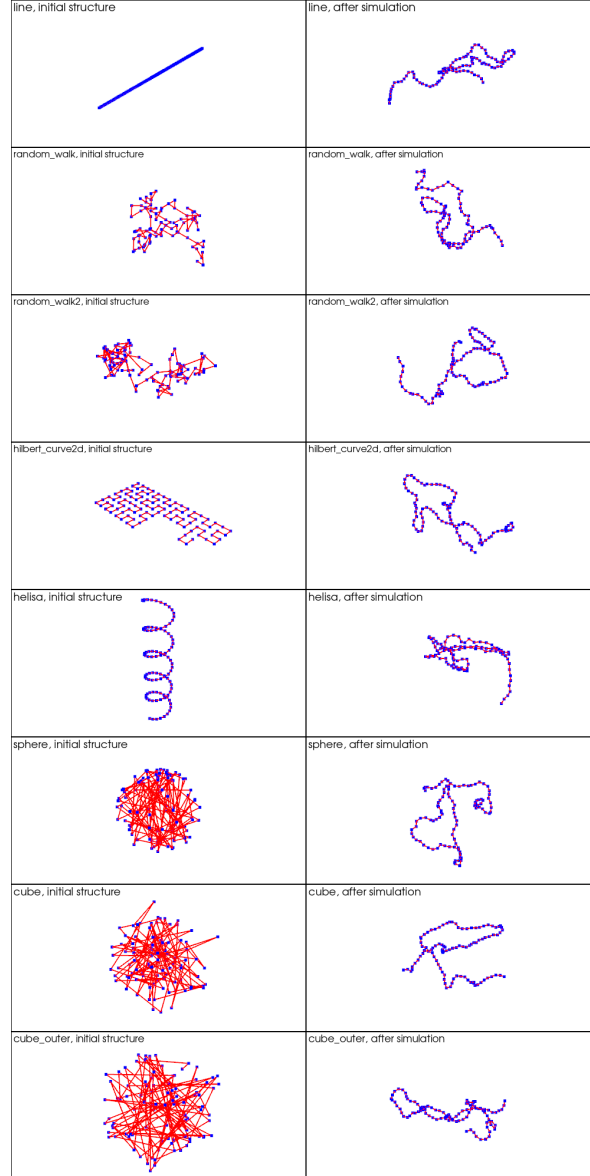 line, initial structure
line, after simulation
random_walk, initial structure
random_walk, after simulation
random_walk2, initial structure
random_walk2, after simulation
hilbert_curve2d, initial structure
hilbert_curve2d, after simulation
helisa, initial structure
helisa, after simulation
sphere, initial structure
sphere, after simulation
cube, initial structure
cube, after simulation
cube_outer, initial structure
cube_outer, after simulation